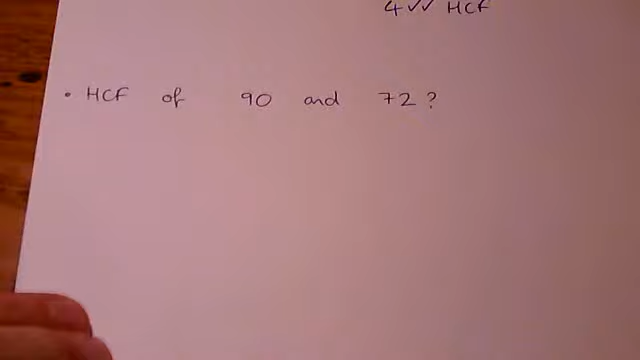 4 ✓✓ HCF
• HCF of 90 and 72 ?